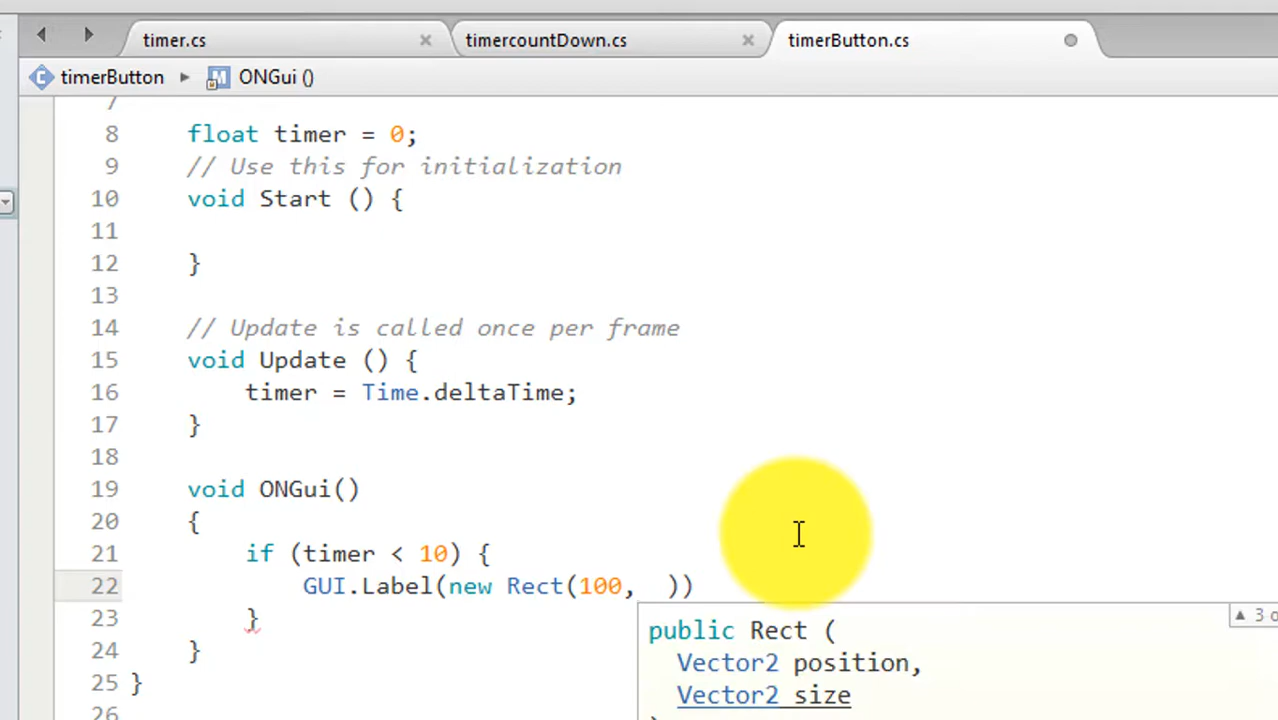 timer.cs timercountDown.cs timerButton.cs
timerButton ONGui ()
7
8 float timer = 0;
9 // Use this for initialization
10 void Start () {
11
12 }
13
14 // Update is called once per frame
15 void Update () {
16 timer = Time.deltaTime;
17 }
18
19 void ONGui()
20 {
21 if (timer < 10) {
22 GUI.Label(new Rect(100, ))
23 }
24 }
25 }
26
▲ 3 o
public Rect (
Vector2 position,
Vector2 size